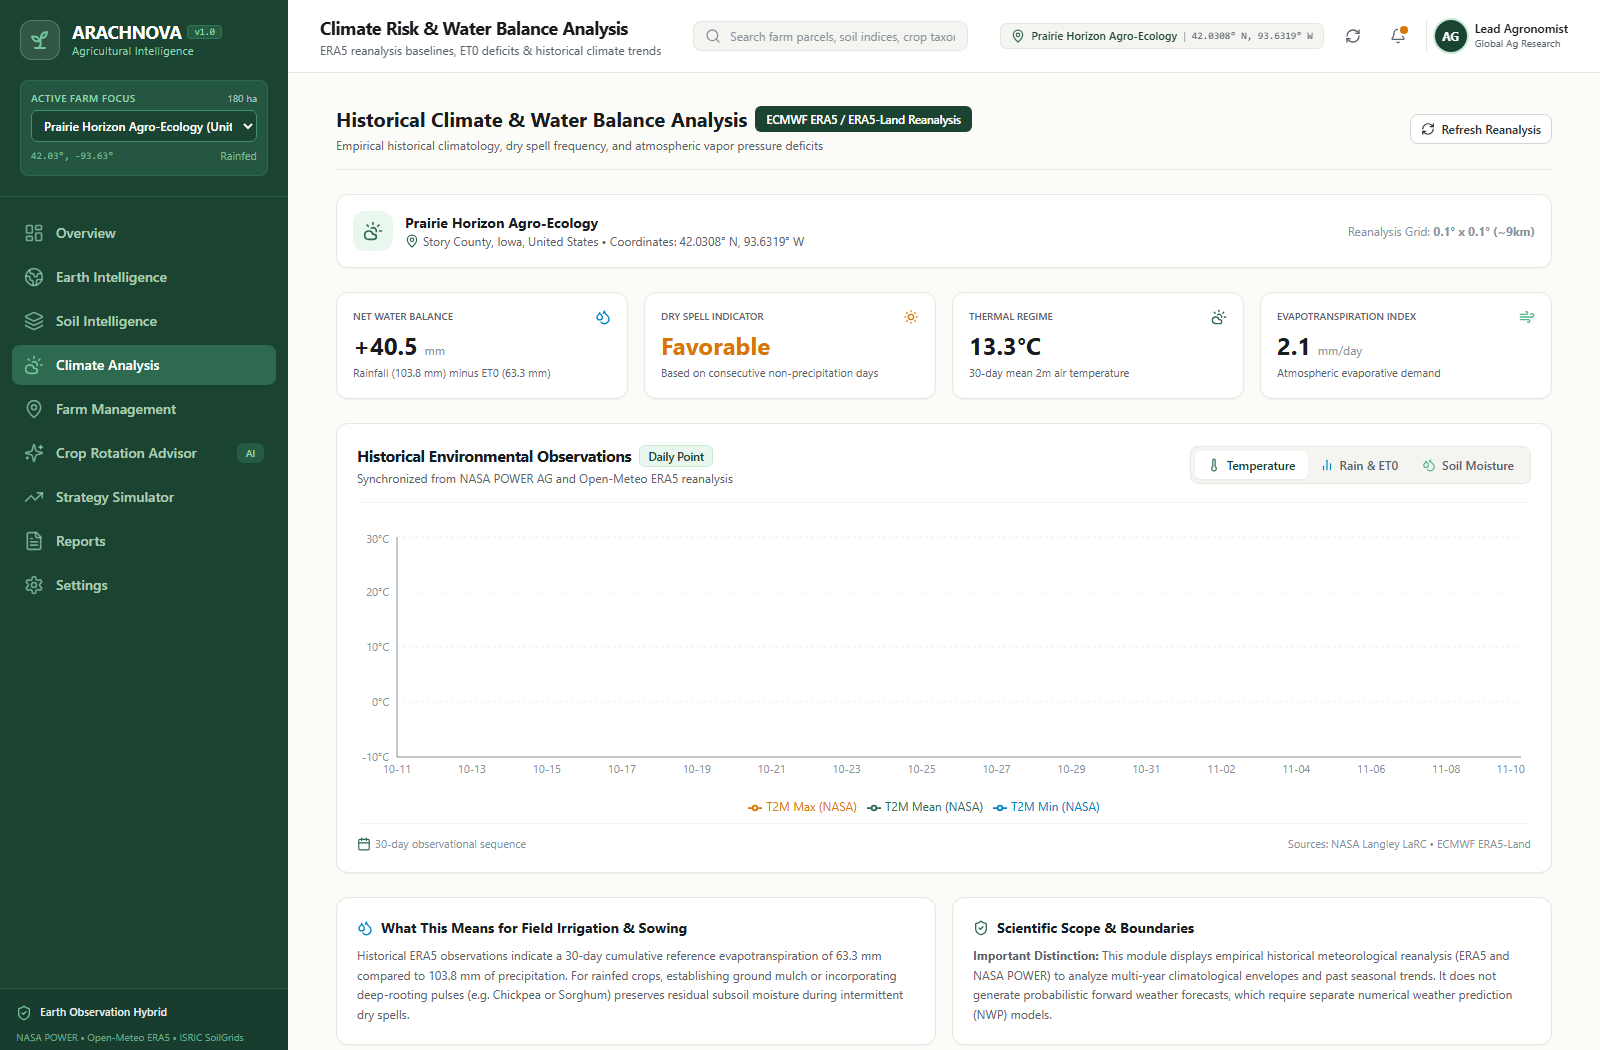 ARACHNOVA v1.0
Agricultural Intelligence
ACTIVE FARM FOCUS 180 ha
Prairie Horizon Agro-Ecology (Unit
42.03°, -93.63° Rainfed
Overview
Earth Intelligence
Soil Intelligence
Climate Analysis
Farm Management
Crop Rotation Advisor AI
Strategy Simulator
Reports
Settings
Earth Observation Hybrid
NASA POWER • Open-Meteo ERA5 • ISRIC SoilGrids
Climate Risk & Water Balance Analysis
ERA5 reanalysis baselines, ET0 deficits & historical climate trends
Search farm parcels, soil indices, crop taxo
Prairie Horizon Agro-Ecology | 42.0308° N, 93.6319° W
AG
Lead Agronomist
Global Ag Research
Historical Climate & Water Balance Analysis
ECMWF ERA5 / ERA5-Land Reanalysis
Empirical historical climatology, dry spell frequency, and atmospheric vapor pressure deficits
Refresh Reanalysis
Prairie Horizon Agro-Ecology
Story County, Iowa, United States • Coordinates: 42.0308° N, 93.6319° W
Reanalysis Grid: 0.1° x 0.1° (~9km)
NET WATER BALANCE
+40.5 mm
Rainfall (103.8 mm) minus ET0 (63.3 mm)
DRY SPELL INDICATOR
Favorable
Based on consecutive non-precipitation days
THERMAL REGIME
13.3°C
30-day mean 2m air temperature
EVAPOTRANSPIRATION INDEX
2.1 mm/day
Atmospheric evaporative demand
Historical Environmental Observations Daily Point
Synchronized from NASA POWER AG and Open-Meteo ERA5 reanalysis
Temperature Rain & ET0 Soil Moisture
30°C
20°C
10°C
0°C
-10°C
10-11 10-13 10-15 10-17 10-19 10-21 10-23 10-25 10-27 10-29 10-31 11-02 11-04 11-06 11-08 11-10
T2M Max (NASA) T2M Mean (NASA) T2M Min (NASA)
30-day observational sequence
Sources: NASA Langley LaRC • ECMWF ERA5-Land
What This Means for Field Irrigation & Sowing
Historical ERA5 observations indicate a 30-day cumulative reference evapotranspiration of 63.3 mm
compared to 103.8 mm of precipitation. For rainfed crops, establishing ground mulch or incorporating
deep-rooting pulses (e.g. Chickpea or Sorghum) preserves residual subsoil moisture during intermittent
dry spells.
Scientific Scope & Boundaries
Important Distinction: This module displays empirical historical meteorological reanalysis (ERA5 and
NASA POWER) to analyze multi-year climatological envelopes and past seasonal trends. It does not
generate probabilistic forward weather forecasts, which require separate numerical weather prediction
(NWP) models.